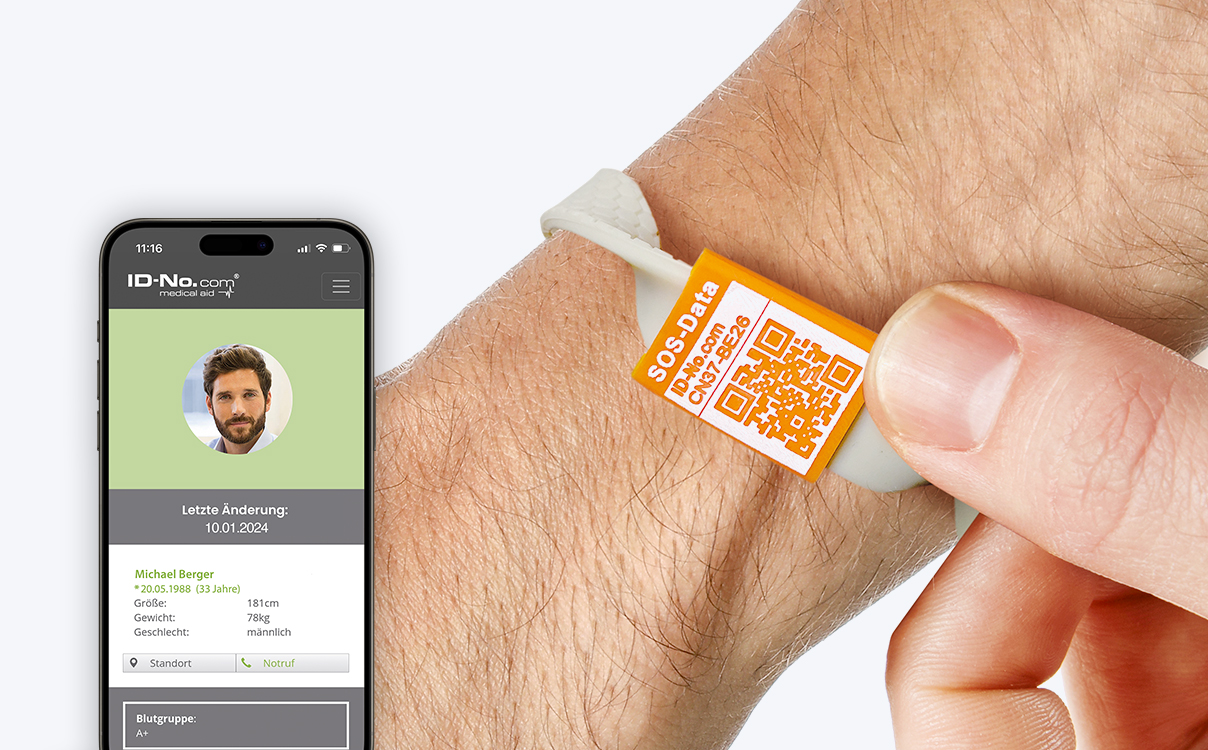 11:16
ID-No.com®
medical aid
Letzte Änderung:
10.01.2024
Michael Berger
*20.05.1988 (33 Jahre)
Größe: 181cm
Gewicht: 78kg
Geschlecht: männlich
Standort Notruf
Blutgruppe:
A+
SOS-Data
ID-No.com
CN37-BE26